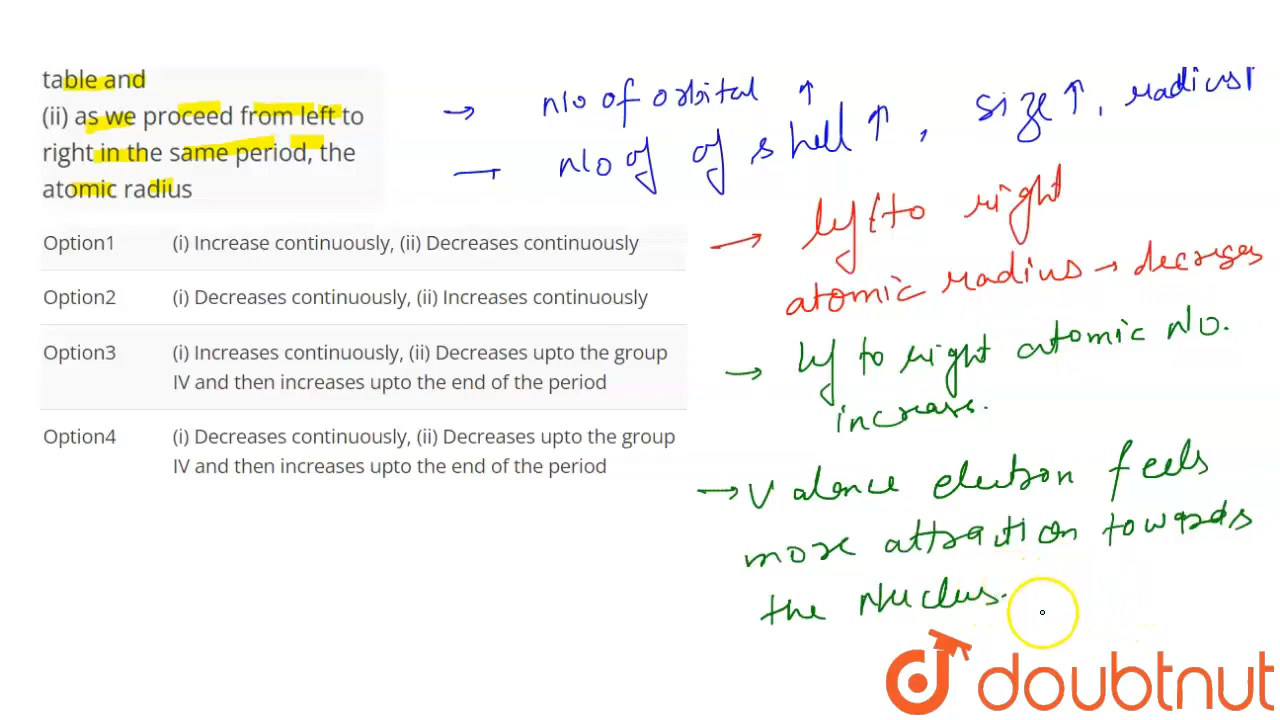 table and
(ii) as we proceed from left to
right in the same period, the
atomic radius
Option1 (i) Increase continuously, (ii) Decreases continuously
Option2 (i) Decreases continuously, (ii) Increases continuously
Option3 (i) Increases continuously, (ii) Decreases upto the group
IV and then increases upto the end of the period
Option4 (i) Decreases continuously, (ii) Decreases upto the group
IV and then increases upto the end of the period
→ n/o of orbital ↑
→ n/o of of shell ↑, size ↑, radius↑
→ left to right
atomic radius → decreases
→ left to right atomic No.
increase.
→ Valence electron feels
more attraction towards
the Nucleus.
doubtnut